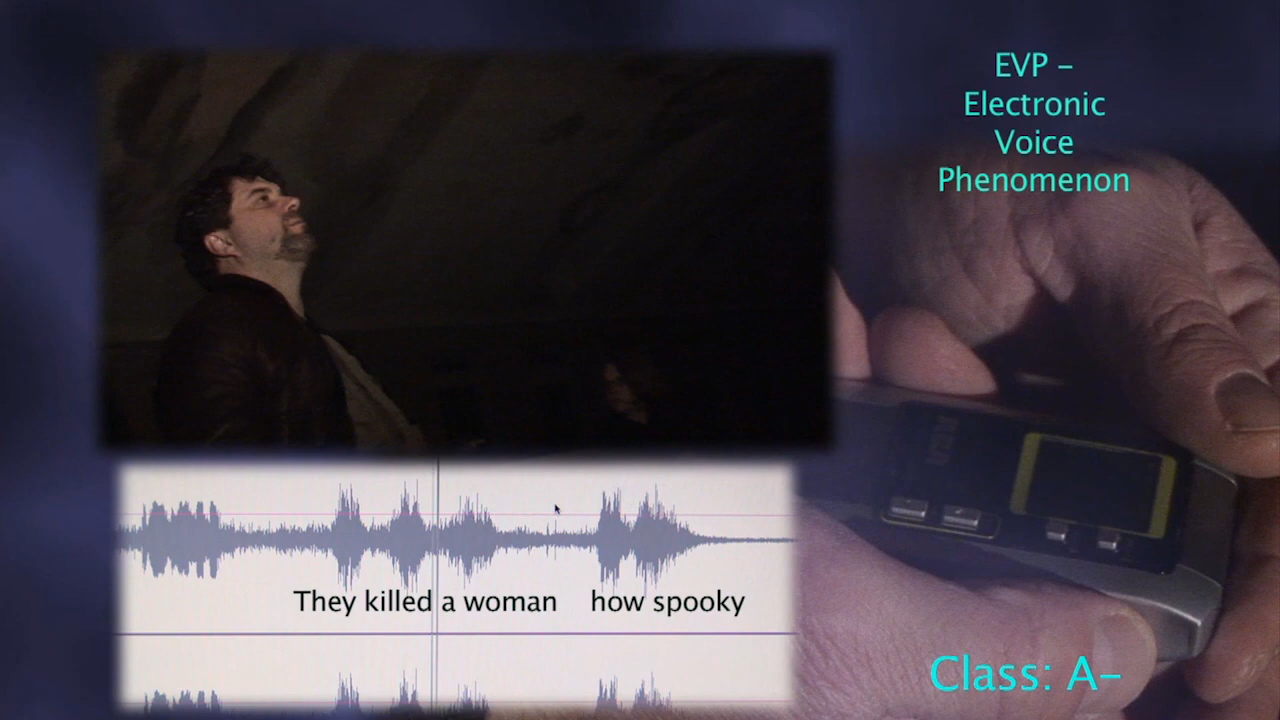 EVP –
Electronic
Voice
Phenomenon
They killed a woman how spooky
Class: A-